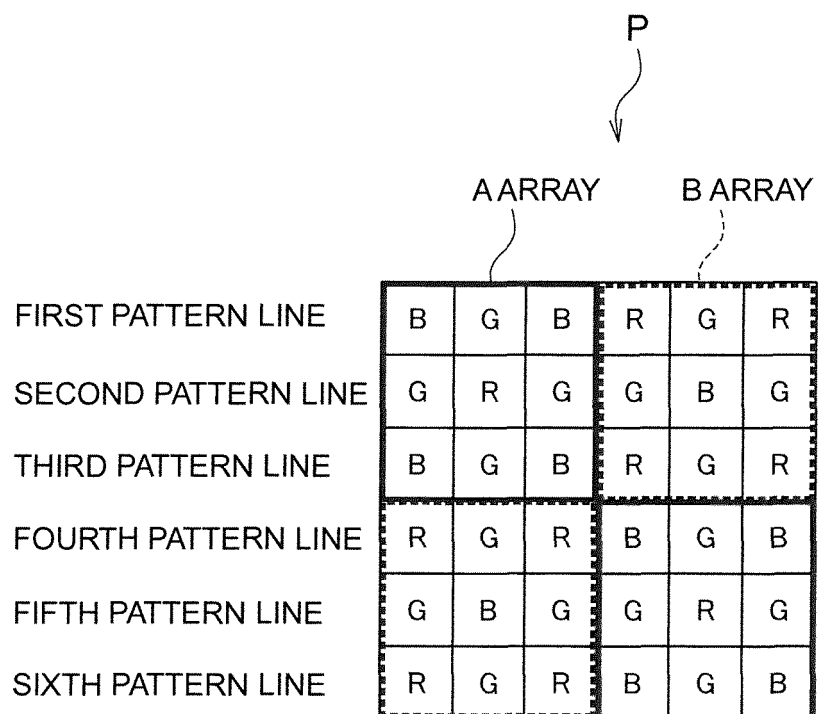 P
A ARRAY B ARRAY
FIRST PATTERN LINE B G B R G R
SECOND PATTERN LINE G R G G B G
THIRD PATTERN LINE B G B R G R
FOURTH PATTERN LINE R G R B G B
FIFTH PATTERN LINE G B G G R G
SIXTH PATTERN LINE R G R B G B